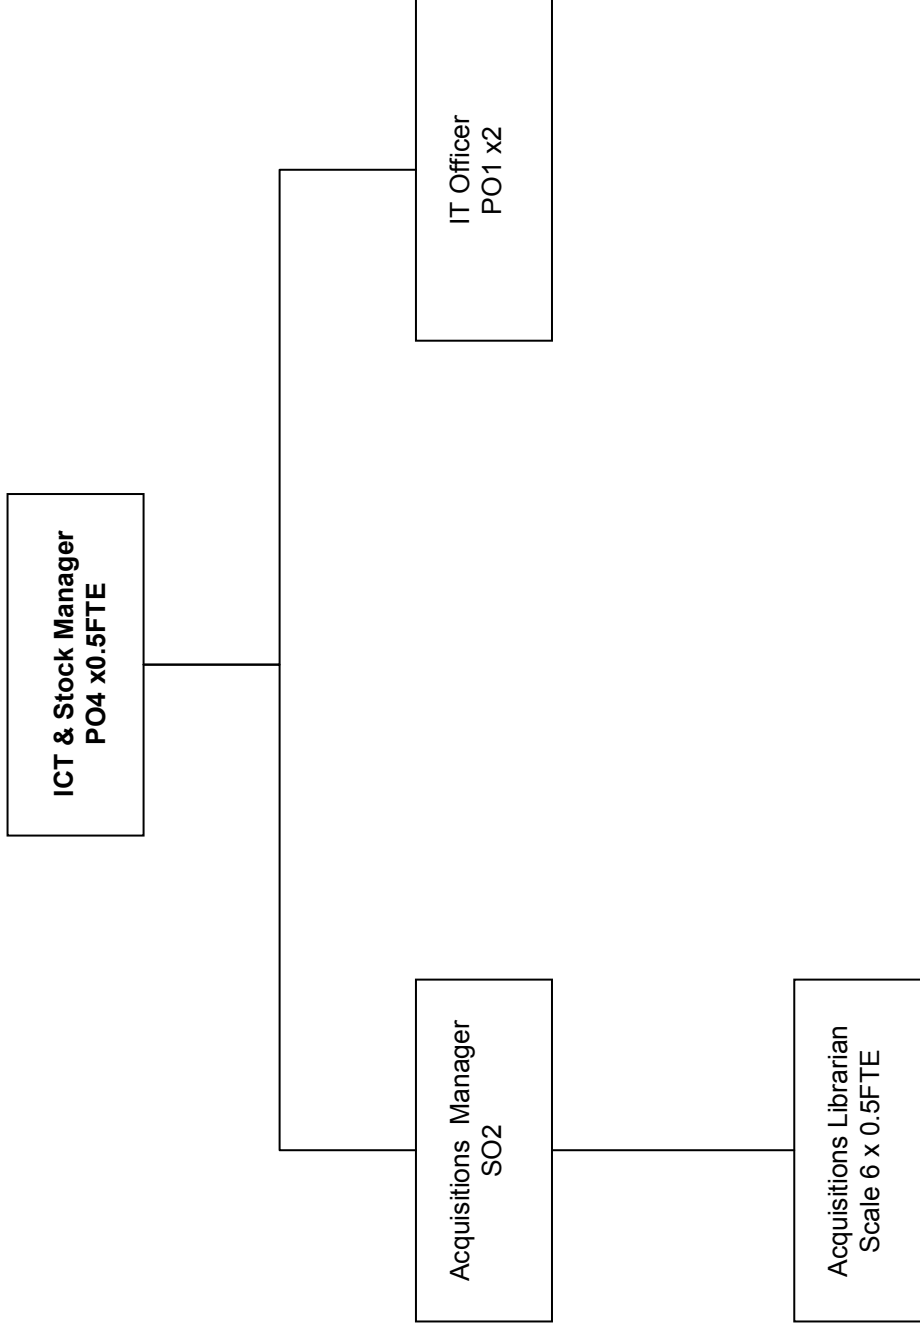 ICT & Stock Manager
PO4 x0.5FTE
Acquisitions Manager
SO2
IT Officer
PO1 x2
Acquisitions Librarian
Scale 6 x 0.5FTE